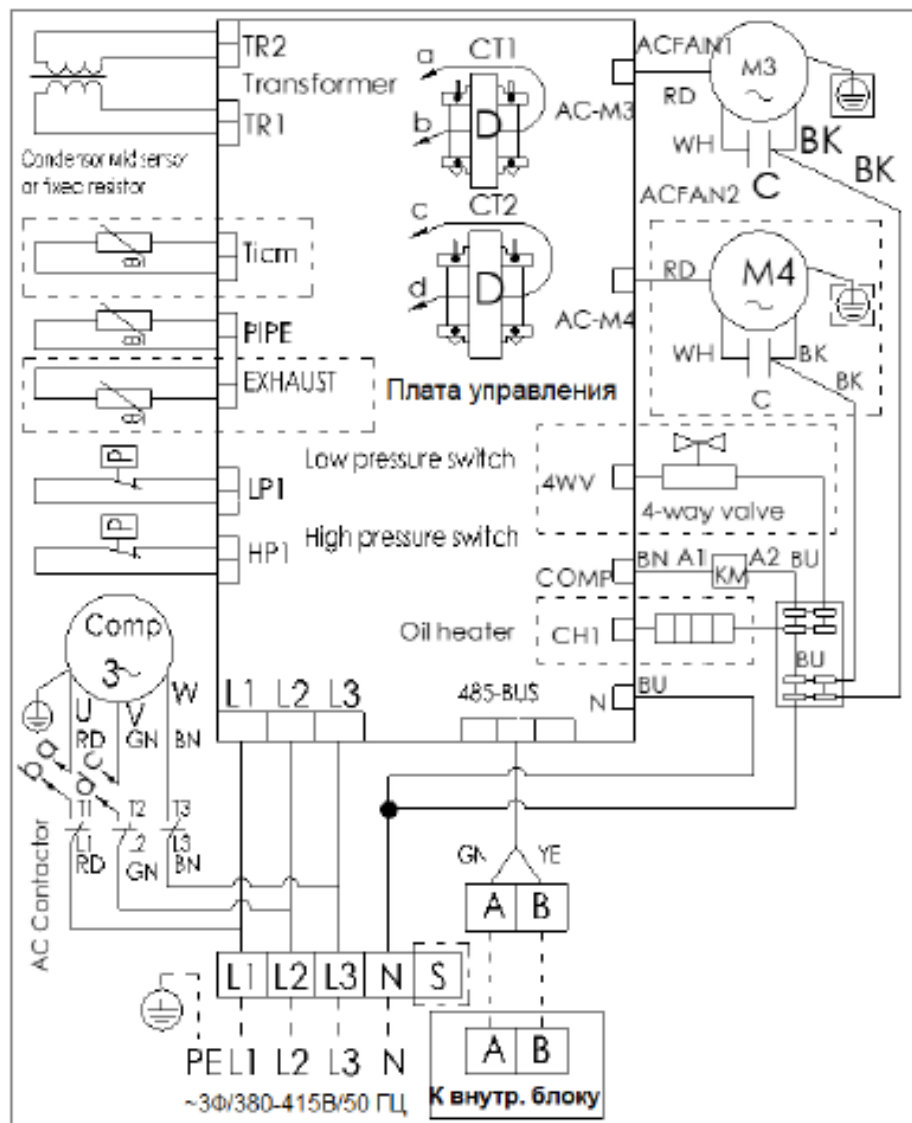 TR2
Transformer
TR1
Condensor mid sensor
or fixed resistor
Ticm
PIPE
EXHAUST
Low pressure switch
LP1
High pressure switch
HP1
P
P
CT1
a
b
D
CT2
c
d
D
Плата управления
ACFAN1
M3
AC-M3
RD
WH
BK
C
BK
ACFAN2
RD
M4
AC-M4
WH
BK
C
BK
4WV
4-way valve
COMP
BN A1 KM A2 BU
Oil heater
CH1
BU
BU
N
485-BUS
Comp
3~
U V W
RD GN BN
b a d c
T1 T2 T3
L1 L2 L3
RD GN BN
AC Contactor
L1 L2 L3
GN YE
A B
L1 L2 L3 N S
PE L1 L2 L3 N
~3Ф/380-415В/50 ГЦ
A B
К внутр. блоку